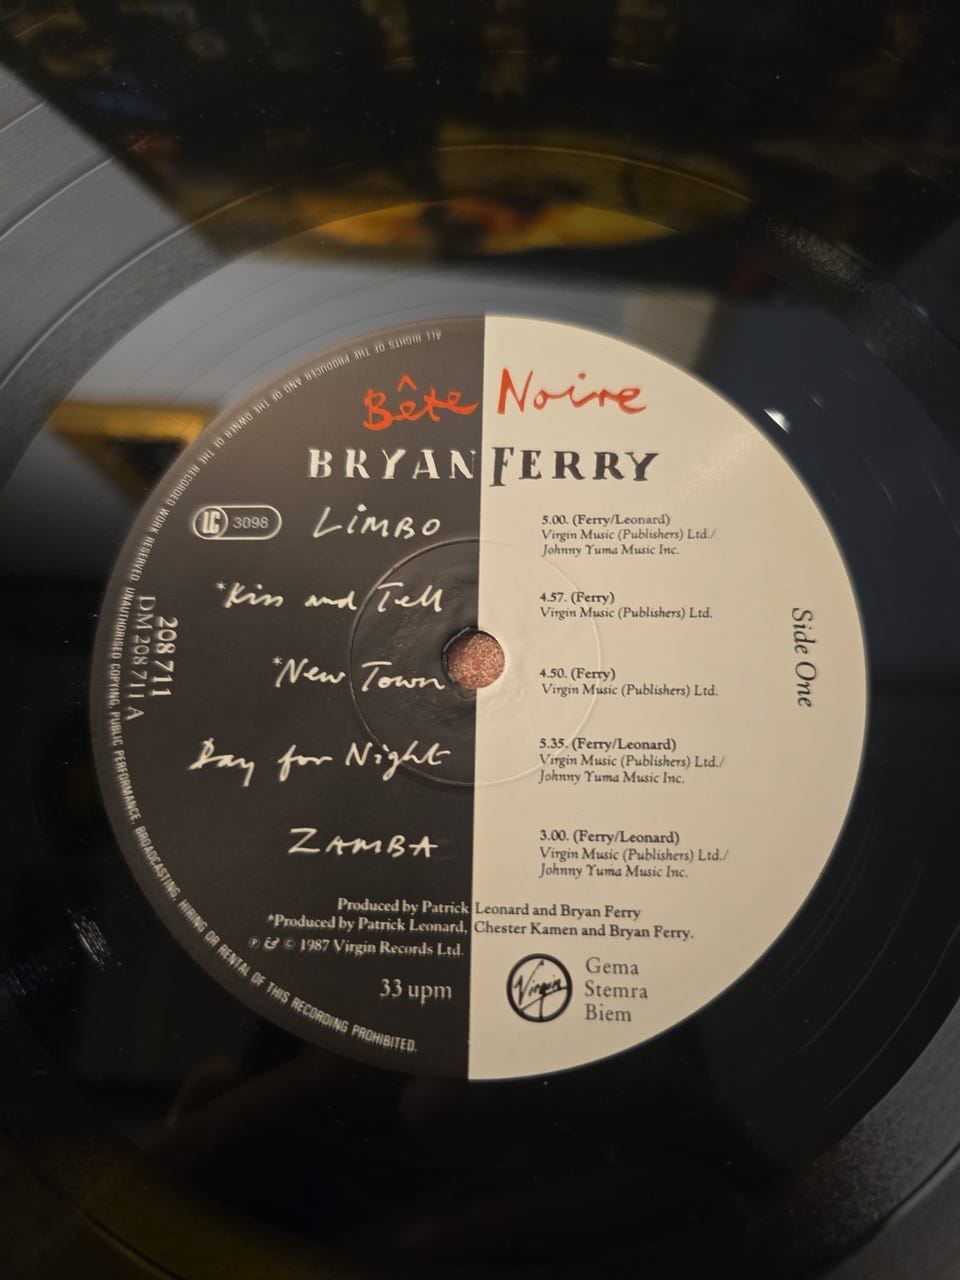 Bête Noire
BRYAN FERRY
LC 3098
LIMBO
5.00. (Ferry/Leonard)
Virgin Music (Publishers) Ltd./
Johnny Yuma Music Inc.
*Kiss and Tell
4.57. (Ferry)
Virgin Music (Publishers) Ltd.
*New Town
4.50. (Ferry)
Virgin Music (Publishers) Ltd.
Day for Night
5.35. (Ferry/Leonard)
Virgin Music (Publishers) Ltd./
Johnny Yuma Music Inc.
ZAMBA
3.00. (Ferry/Leonard)
Virgin Music (Publishers) Ltd./
Johnny Yuma Music Inc.
Produced by Patrick Leonard and Bryan Ferry
*Produced by Patrick Leonard, Chester Kamen and Bryan Ferry.
℗ & © 1987 Virgin Records Ltd.
33 upm
Virgin
Gema
Stemra
Biem
Side One
208 711
DM 208 711 A
ALL RIGHTS OF THE PRODUCER AND OF THE OWNER OF THE RECORDED WORK RESERVED. UNAUTHORISED COPYING, PUBLIC PERFORMANCE, BROADCASTING, HIRING OR RENTAL OF THIS RECORDING PROHIBITED.